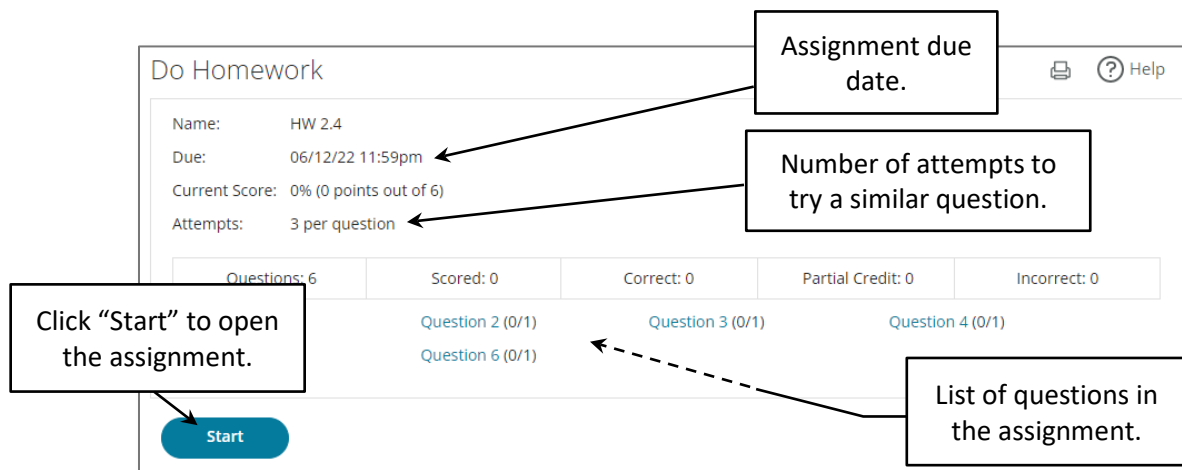 Assignment due
date.
Do Homework
Help
Name: HW 2.4
Due: 06/12/22 11:59pm
Number of attempts to
try a similar question.
Current Score: 0% (0 points out of 6)
Attempts: 3 per question
Questions: 6 Scored: 0 Correct: 0 Partial Credit: 0 Incorrect: 0
Click “Start” to open
the assignment.
Question 2 (0/1) Question 3 (0/1) Question 4 (0/1)
Question 6 (0/1)
List of questions in
the assignment.
Start